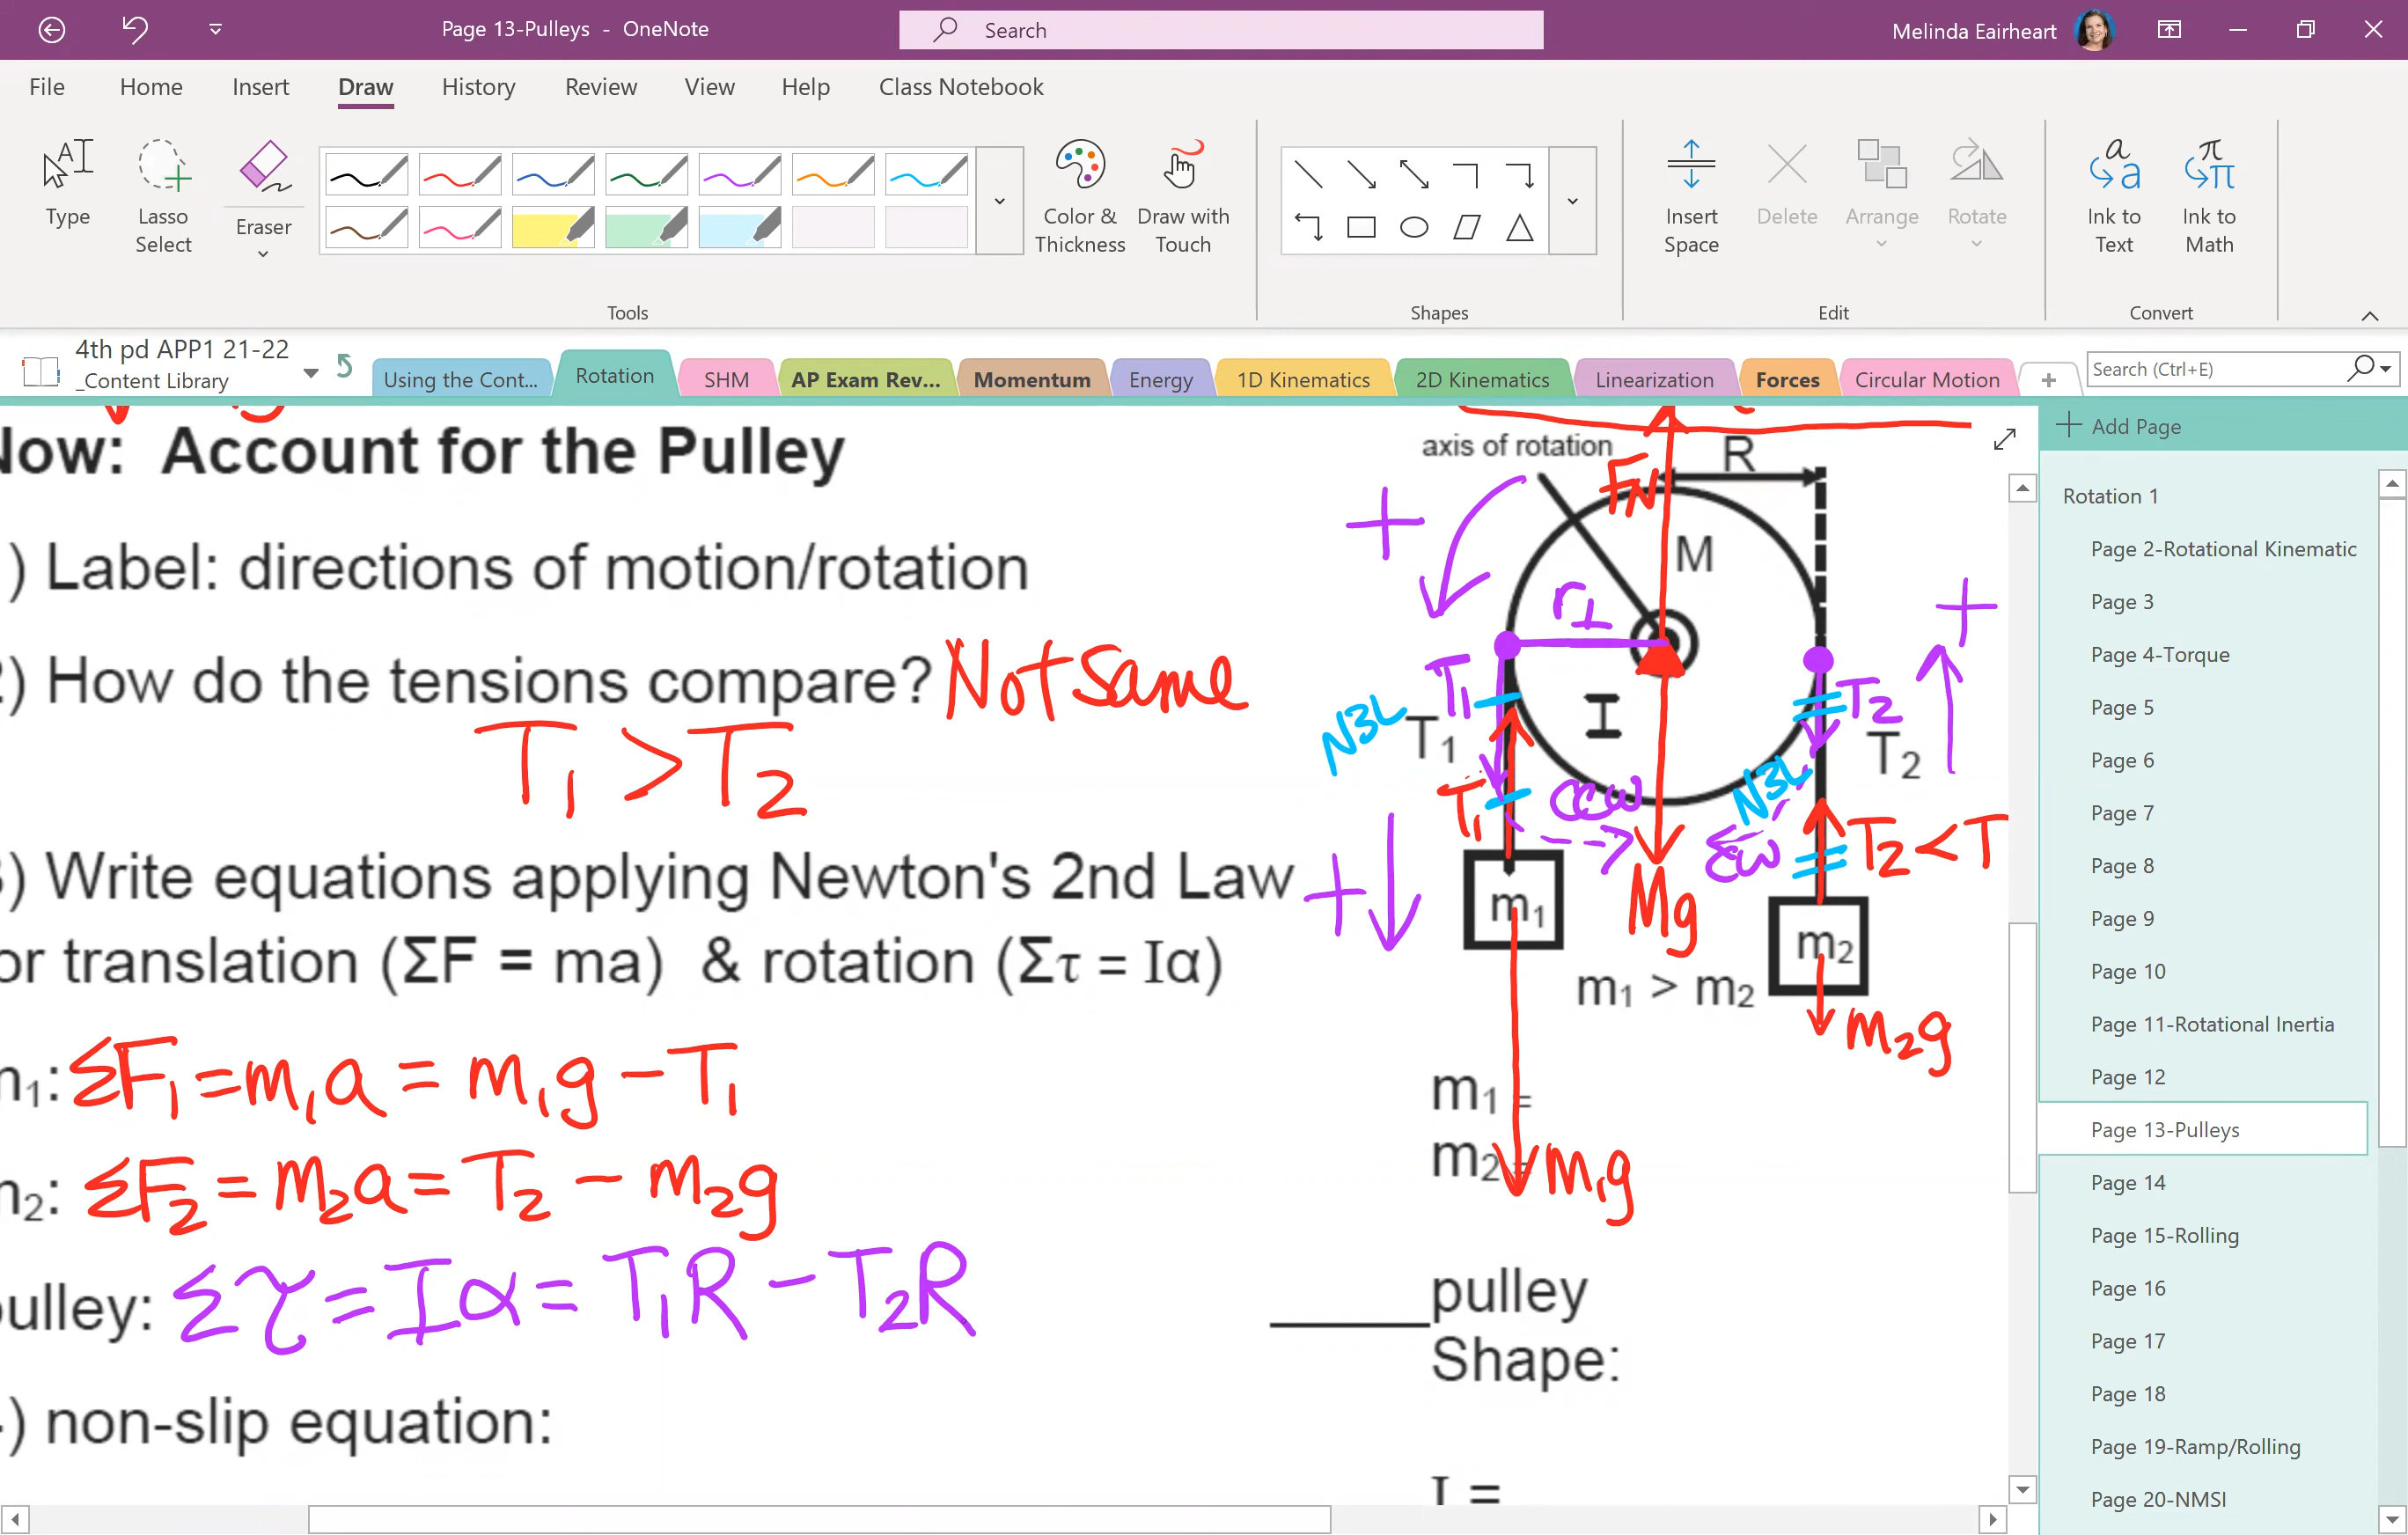 Page 13-Pulleys - OneNote
Search
Melinda Eairheart
File Home Insert Draw History Review View Help Class Notebook
Type
Lasso Select
Eraser
Color & Thickness
Draw with Touch
Insert Space
Delete
Arrange
Rotate
Ink to Text
Ink to Math
Tools
Shapes
Edit
Convert
4th pd APP1 21-22
_Content Library
Using the Cont...
Rotation
SHM
AP Exam Rev...
Momentum
Energy
1D Kinematics
2D Kinematics
Linearization
Forces
Circular Motion
+
Search (Ctrl+E)
Now: Account for the Pulley
) Label: directions of motion/rotation
2) How do the tensions compare? Not Same
T₁ > T₂
3) Write equations applying Newton's 2nd Law
or translation (ΣF = ma) & rotation (Στ = Iα)
m₁: ΣF₁ = m₁a = m₁g - T₁
m₂: ΣF₂ = m₂a = T₂ - m₂g
pulley: Στ = Iα = T₁R - T₂R
) non-slip equation:
axis of rotation
FN
R
M
+
r⊥
+
T₁
T₂
N3L
T₁
I
T₂
T₁
CCW
N3L
CW
T₂ < T
+
m₁
Mg
m₂
m₁ > m₂
m₂g
m₁ =
m₂ =
m₁g
pulley
Shape:
I =
Add Page
Rotation 1
Page 2-Rotational Kinematic
Page 3
Page 4-Torque
Page 5
Page 6
Page 7
Page 8
Page 9
Page 10
Page 11-Rotational Inertia
Page 12
Page 13-Pulleys
Page 14
Page 15-Rolling
Page 16
Page 17
Page 18
Page 19-Ramp/Rolling
Page 20-NMSI